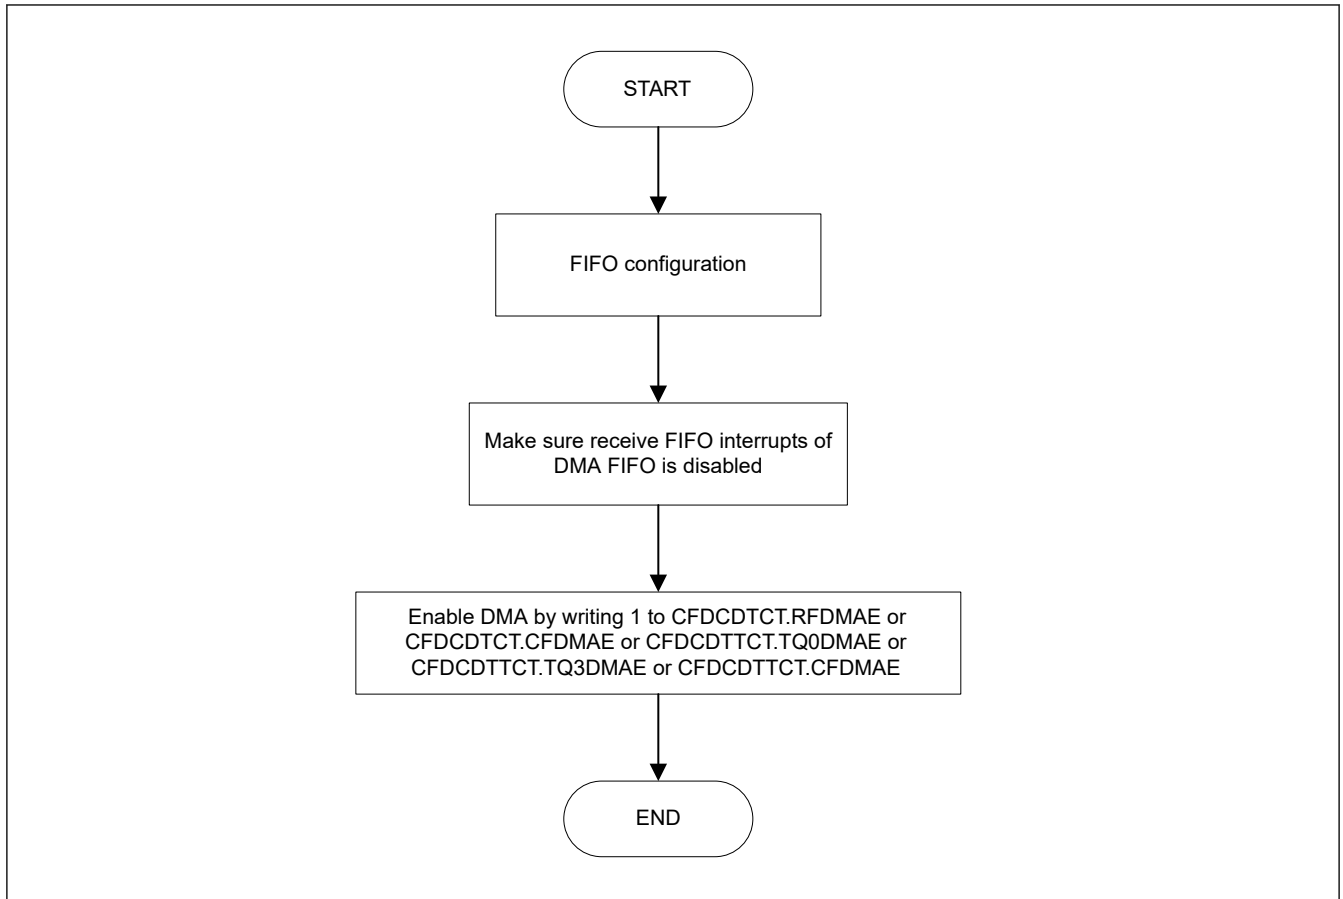 START
FIFO configuration
Make sure receive FIFO interrupts of
DMA FIFO is disabled
Enable DMA by writing 1 to CFDCDTCT.RFDMAE or
CFDCDTCT.CFDMAE or CFDCDTTCT.TQ0DMAE or
CFDCDTTCT.TQ3DMAE or CFDCDTTCT.CFDMAE
END